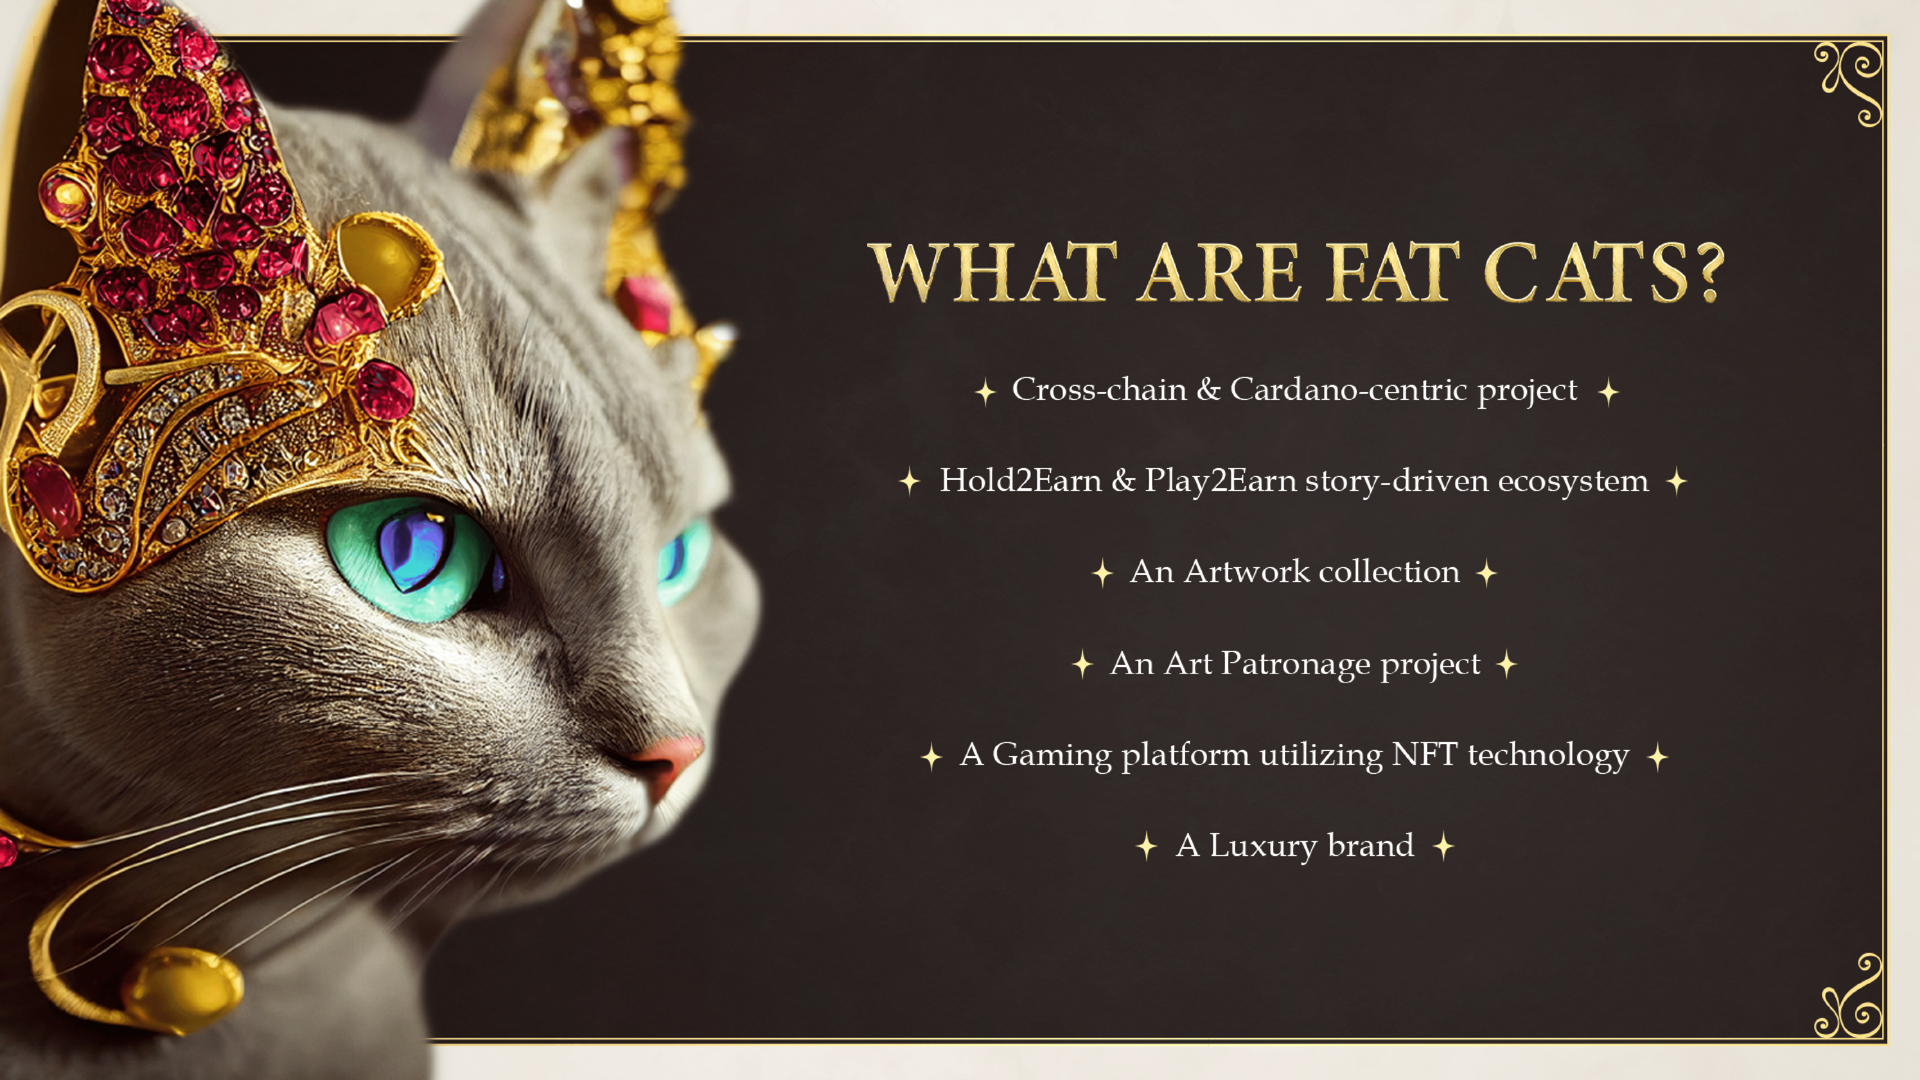 WHAT ARE FAT CATS?
Cross-chain & Cardano-centric project
Hold2Earn & Play2Earn story-driven ecosystem
An Artwork collection
An Art Patronage project
A Gaming platform utilizing NFT technology
A Luxury brand